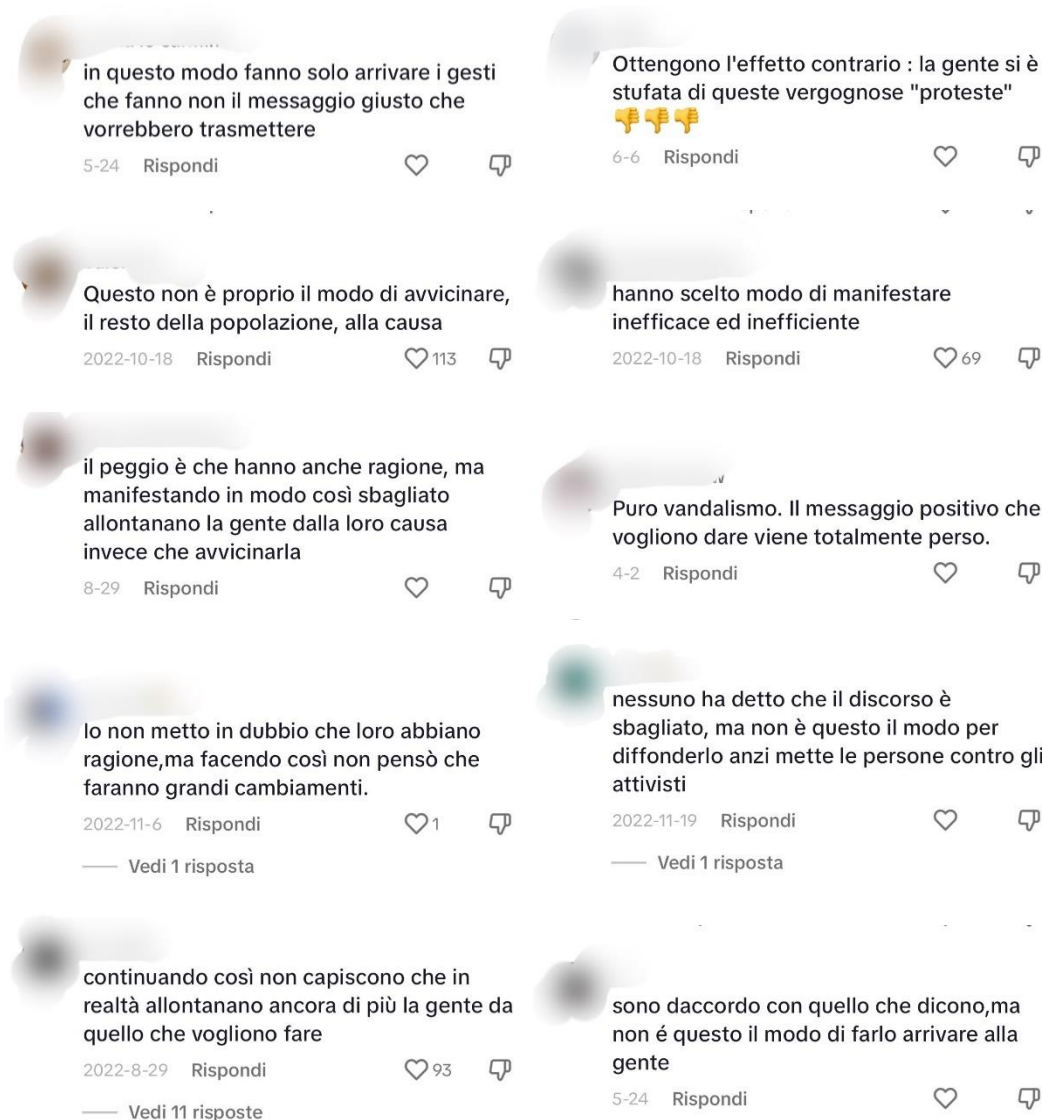 in questo modo fanno solo arrivare i gesti
che fanno non il messaggio giusto che
vorrebbero trasmettere
5-24 Rispondi
Ottengono l'effetto contrario : la gente si è
stufata di queste vergognose "proteste"
👎👎👎
6-6 Rispondi
Questo non è proprio il modo di avvicinare,
il resto della popolazione, alla causa
2022-10-18 Rispondi 113
hanno scelto modo di manifestare
inefficace ed inefficiente
2022-10-18 Rispondi 69
il peggio è che hanno anche ragione, ma
manifestando in modo così sbagliato
allontanano la gente dalla loro causa
invece che avvicinarla
8-29 Rispondi
Puro vandalismo. Il messaggio positivo che
vogliono dare viene totalmente perso.
4-2 Rispondi
Io non metto in dubbio che loro abbiano
ragione,ma facendo così non pensò che
faranno grandi cambiamenti.
2022-11-6 Rispondi 1
Vedi 1 risposta
nessuno ha detto che il discorso è
sbagliato, ma non è questo il modo per
diffonderlo anzi mette le persone contro gli
attivisti
2022-11-19 Rispondi
Vedi 1 risposta
continuando così non capiscono che in
realtà allontanano ancora di più la gente da
quello che vogliono fare
2022-8-29 Rispondi 93
Vedi 11 risposte
sono daccordo con quello che dicono,ma
non é questo il modo di farlo arrivare alla
gente
5-24 Rispondi